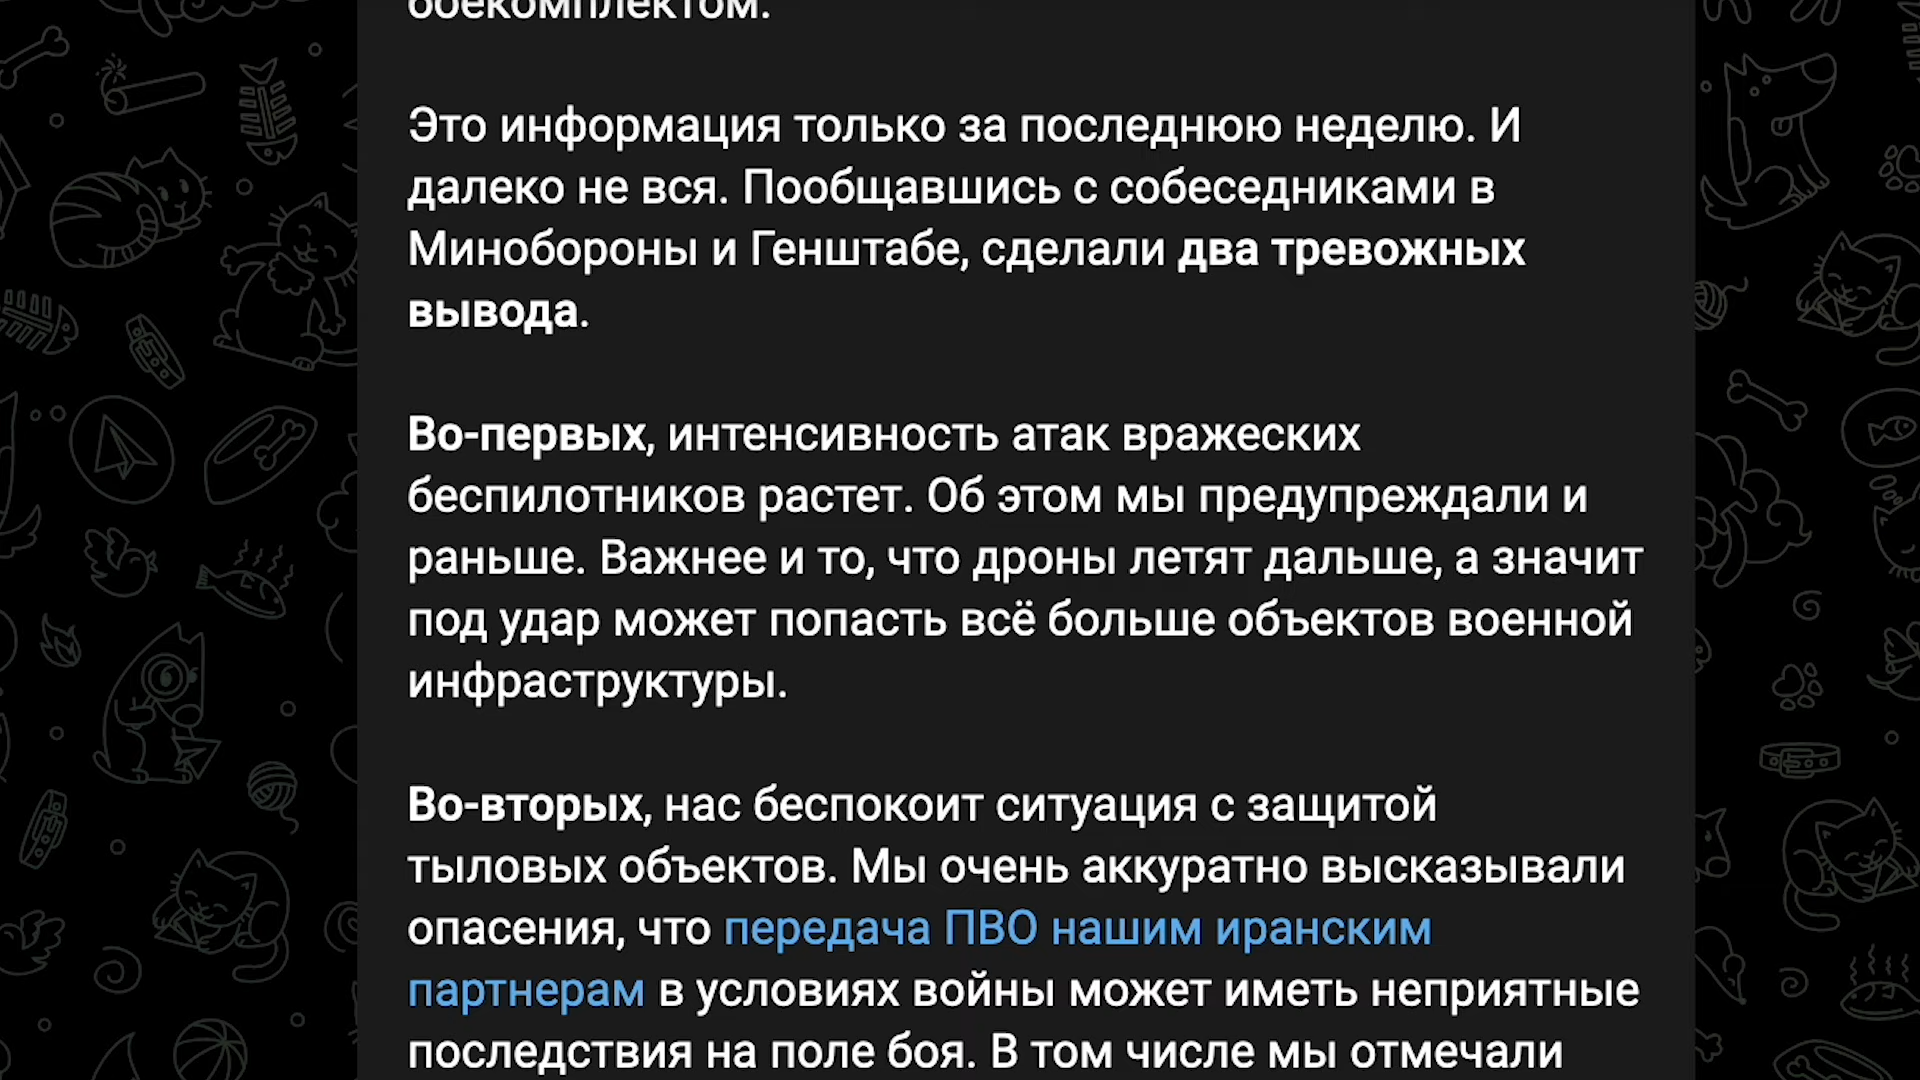 боекомплектом.
Это информация только за последнюю неделю. И
далеко не вся. Пообщавшись с собеседниками в
Минобороны и Генштабе, сделали два тревожных
вывода.
Во-первых, интенсивность атак вражеских
беспилотников растет. Об этом мы предупреждали и
раньше. Важнее и то, что дроны летят дальше, а значит
под удар может попасть всё больше объектов военной
инфраструктуры.
Во-вторых, нас беспокоит ситуация с защитой
тыловых объектов. Мы очень аккуратно высказывали
опасения, что передача ПВО нашим иранским
партнерам в условиях войны может иметь неприятные
последствия на поле боя. В том числе мы отмечали